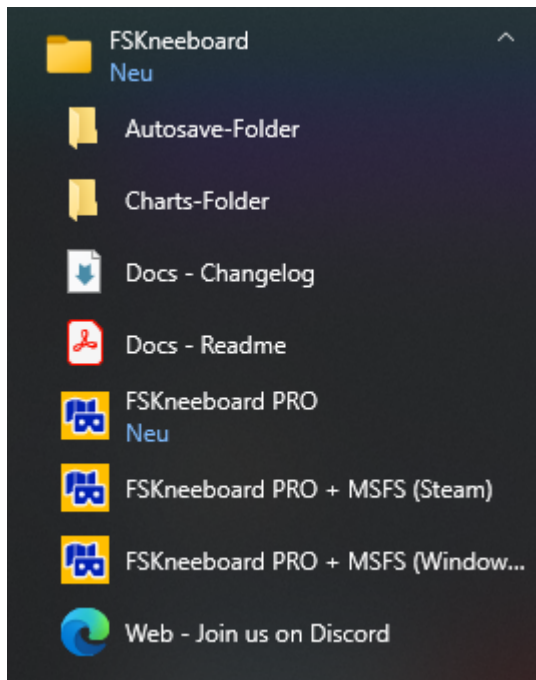 FSKneeboard
Neu
Autosave-Folder
Charts-Folder
Docs - Changelog
Docs - Readme
FSKneeboard PRO
Neu
FSKneeboard PRO + MSFS (Steam)
FSKneeboard PRO + MSFS (Window...
Web - Join us on Discord